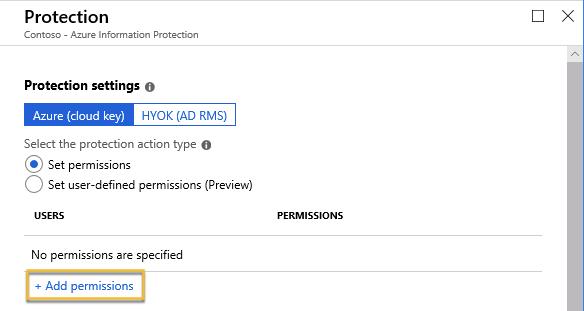 Protection
Contoso - Azure Information Protection
Protection settings
Azure (cloud key) HYOK (AD RMS)
Select the protection action type
Set permissions
Set user-defined permissions (Preview)
USERS PERMISSIONS
No permissions are specified
+ Add permissions